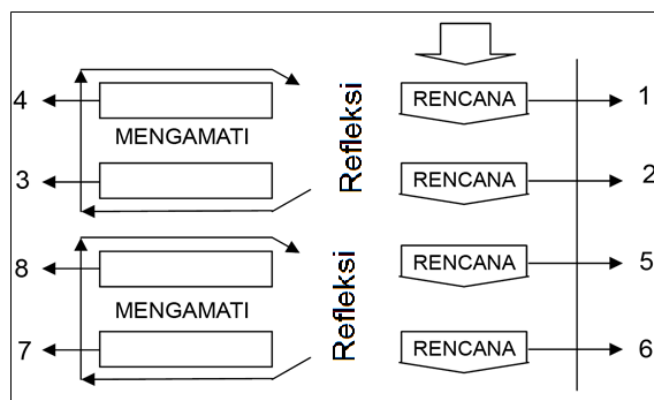 4
RENCANA
1
MENGAMATI
Refleksi
3
RENCANA
2
8
RENCANA
5
MENGAMATI
Refleksi
7
RENCANA
6